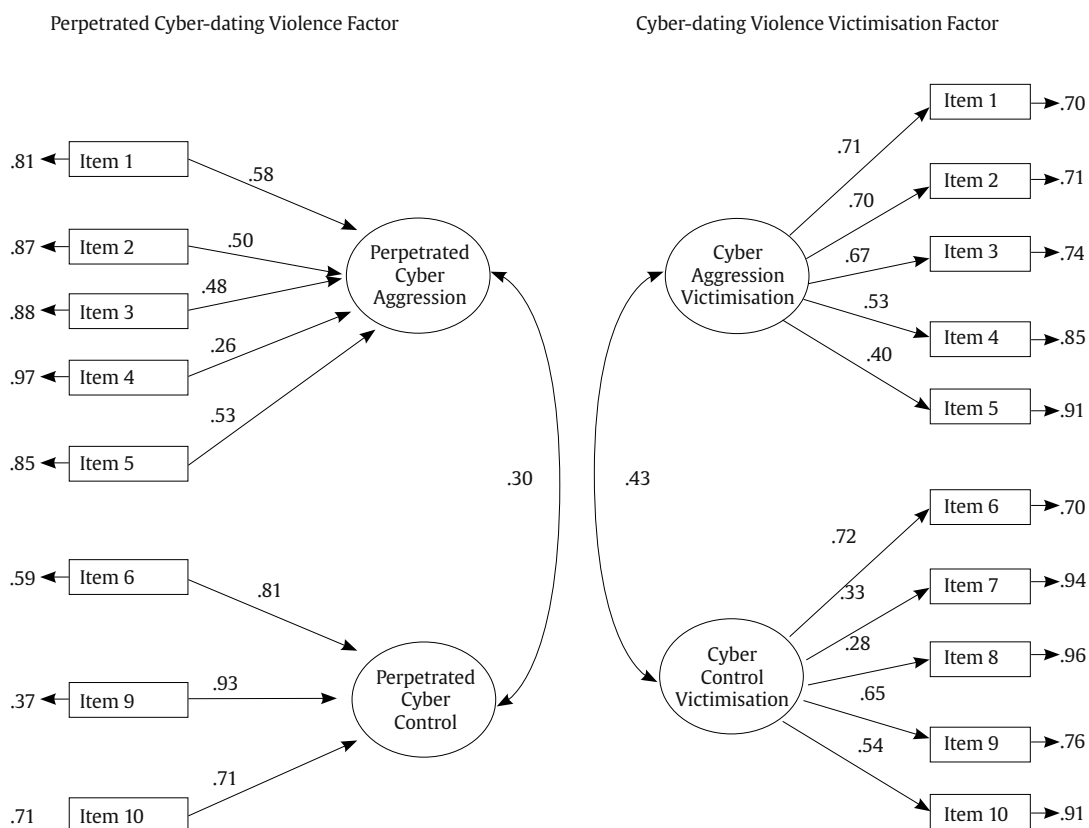 Perpetrated Cyber-dating Violence Factor
.81
Item 1
.58
.87
Item 2
.50
.88
Item 3
.48
.97
Item 4
.26
.85
Item 5
.53
Perpetrated
Cyber
Aggression
.30
.59
Item 6
.81
.37
Item 9
.93
.71
Item 10
.71
Perpetrated
Cyber
Control
Cyber-dating Violence Victimisation Factor
Cyber
Aggression
Victimisation
.71
Item 1
.70
.70
Item 2
.71
.67
Item 3
.74
.53
Item 4
.85
.40
Item 5
.91
.43
Cyber
Control
Victimisation
.72
Item 6
.70
.33
Item 7
.94
.28
Item 8
.96
.65
Item 9
.76
.54
Item 10
.91